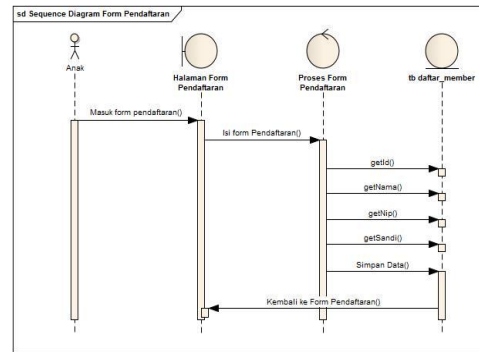 sd Sequence Diagram Form Pendaftaran
Anak
Halaman Form
Pendaftaran
Proses Form
Pendaftaran
tb daftar_member
Masuk form pendaftaran()
Isi form Pendaftaran()
getId()
getNama()
getNip()
getSandi()
Simpan Data()
Kembali ke Form Pendaftaran()